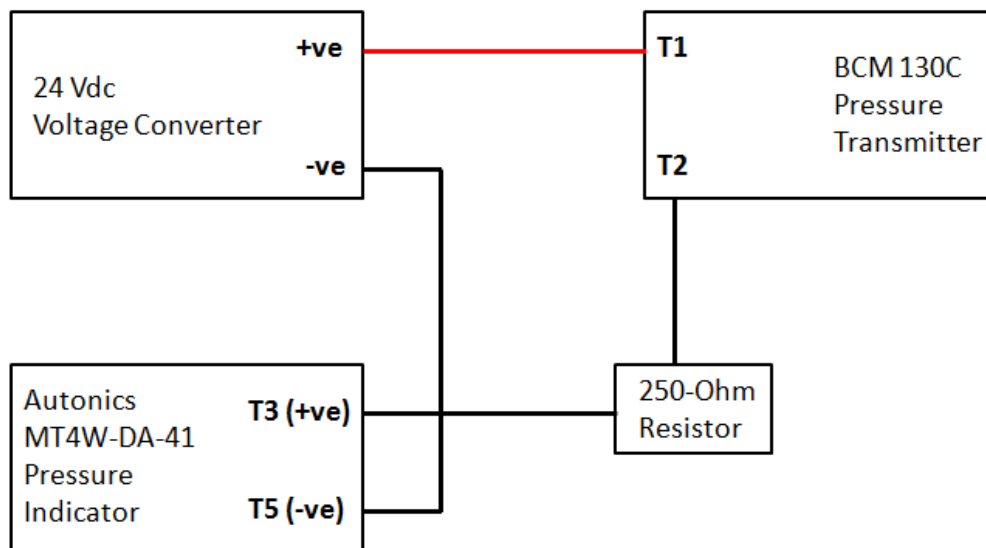 24 Vdc
Voltage Converter
+ve
-ve
T1
T2
BCM 130C
Pressure
Transmitter
Autonics
MT4W-DA-41
Pressure
Indicator
T3 (+ve)
T5 (-ve)
250-Ohm
Resistor